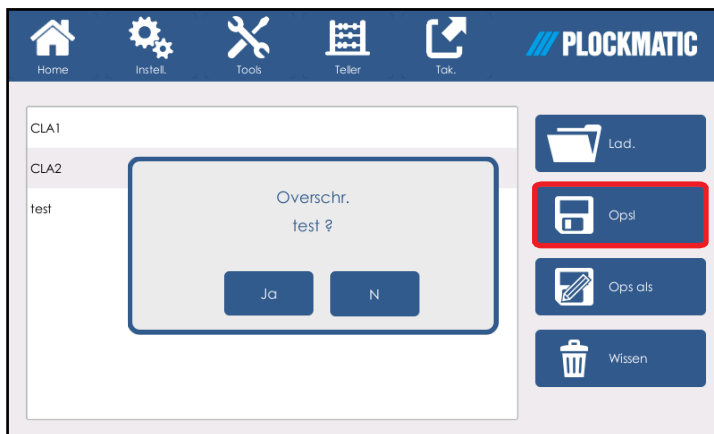 Home
Instell.
Tools
Teller
Tak.
PLOCKMATIC
CLA1
CLA2
test
Overschr.
test ?
Ja
N
Lad.
Opsl
Ops als
Wissen